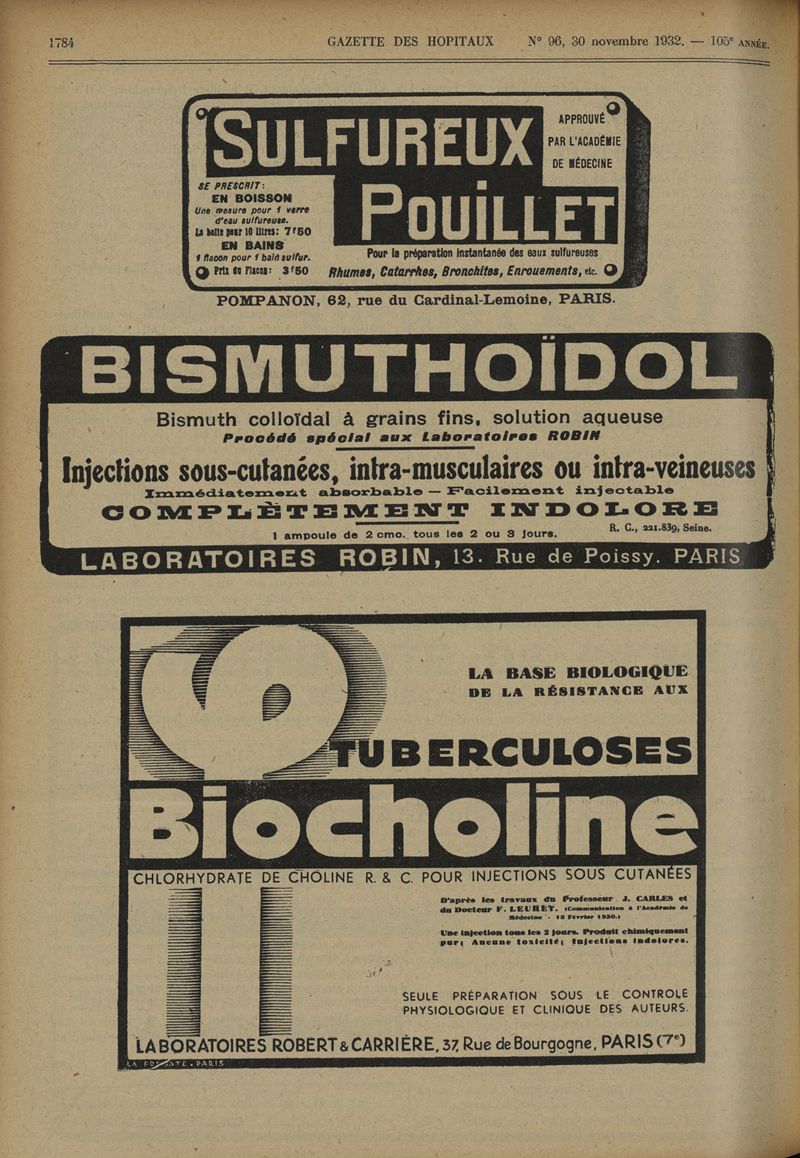 1784
GAZETTE DES HOPITAUX N° 96, 30 novembre 1932. — 105e ANNÉE.
SULFUREUX
POUILLET
APPROUVÉ
PAR L'ACADÉMIE
DE MÉDECINE
SE PRESCRIT:
EN BOISSON
Une mesure pour 1 verre
d'eau sulfureuse.
La boîte pour 10 litres: 7f50
EN BAINS
1 flacon pour 1 bain sulfur.
Prix du Flacon: 3f50
Pour la préparation instantanée des eaux sulfureuses
Rhumes, Catarrhes, Bronchites, Enrouements, etc.
POMPANON, 62, rue du Cardinal-Lemoine, PARIS.
BISMUTHOÏDOL
Bismuth colloïdal à grains fins, solution aqueuse
Procédé spécial aux Laboratoires ROBIN
Injections sous-cutanées, intra-musculaires ou intra-veineuses
Immédiatement absorbable — Facilement injectable
COMPLÈTEMENT INDOLORE
R. C., 221.839, Seine.
1 ampoule de 2 cmc. tous les 2 ou 3 jours.
LABORATOIRES ROBIN, 13. Rue de Poissy. PARIS
LA BASE BIOLOGIQUE
DE LA RÉSISTANCE AUX
TUBERCULOSES
Biocholine
CHLORHYDRATE DE CHOLINE R. & C. POUR INJECTIONS SOUS CUTANÉES
D'après les travaux du Professeur J. CARLES et
du Docteur F. LEURET. (Communication à l'Académie de
Médecine - 18 Février 1930.)
Une injection tous les 2 jours. Produit chimiquement
pur; Aucune toxicité; Injections indolores.
SEULE PRÉPARATION SOUS LE CONTROLE
PHYSIOLOGIQUE ET CLINIQUE DES AUTEURS.
LABORATOIRES ROBERT & CARRIÈRE, 37, Rue de Bourgogne, PARIS (7e)
PARIS